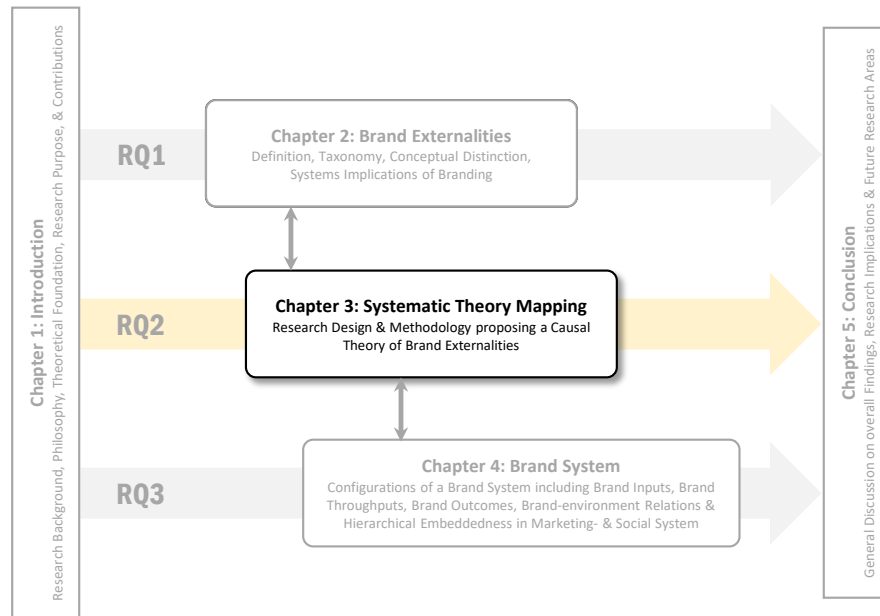 Chapter 1: Introduction
Research Background, Philosophy, Theoretical Foundation, Research Purpose, & Contributions
RQ1
Chapter 2: Brand Externalities
Definition, Taxonomy, Conceptual Distinction,
Systems Implications of Branding
RQ2
Chapter 3: Systematic Theory Mapping
Research Design & Methodology proposing a Causal
Theory of Brand Externalities
RQ3
Chapter 4: Brand System
Configurations of a Brand System including Brand Inputs, Brand
Throughputs, Brand Outcomes, Brand-environment Relations &
Hierarchical Embeddedness in Marketing- & Social System
Chapter 5: Conclusion
General Discussion on overall Findings, Research Implications & Future Research Areas